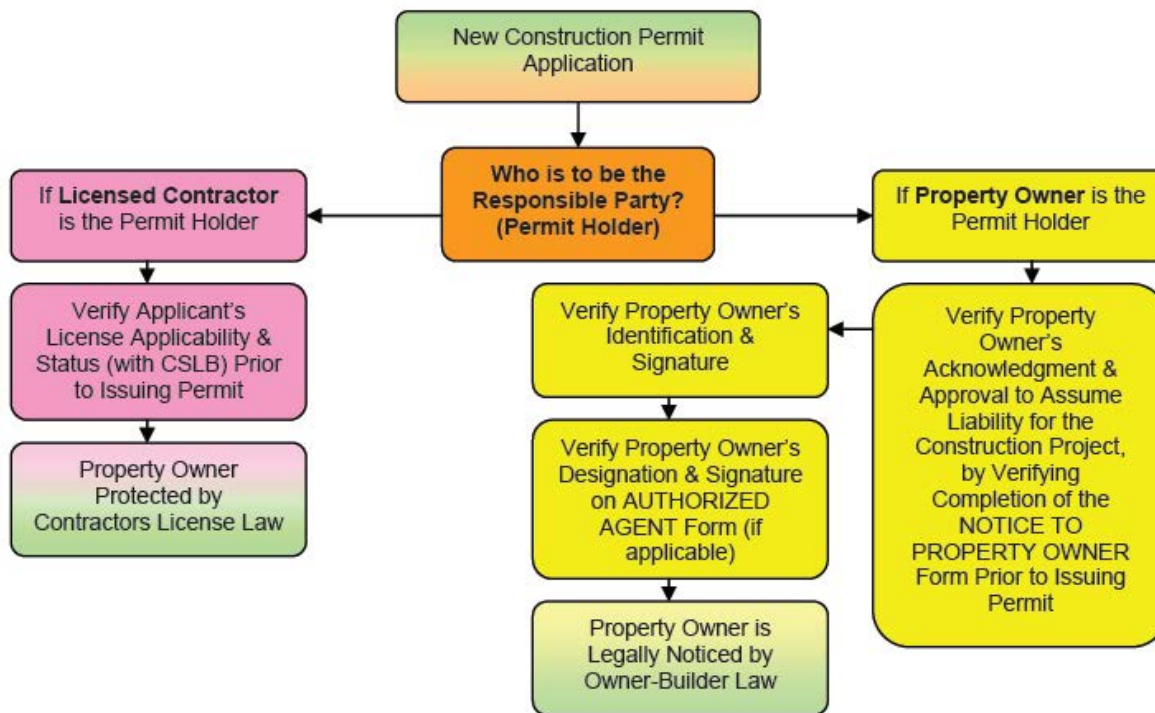 New Construction Permit
Application
Who is to be the
Responsible Party?
(Permit Holder)
If Licensed Contractor
is the Permit Holder
Verify Applicant's
License Applicability &
Status (with CSLB) Prior
to Issuing Permit
Property Owner
Protected by
Contractors License Law
If Property Owner is the
Permit Holder
Verify Property
Owner's
Acknowledgment &
Approval to Assume
Liability for the
Construction Project,
by Verifying
Completion of the
NOTICE TO
PROPERTY OWNER
Form Prior to Issuing
Permit
Verify Property Owner's
Identification &
Signature
Verify Property Owner's
Designation & Signature
on AUTHORIZED
AGENT Form (if
applicable)
Property Owner is
Legally Noticed by
Owner-Builder Law